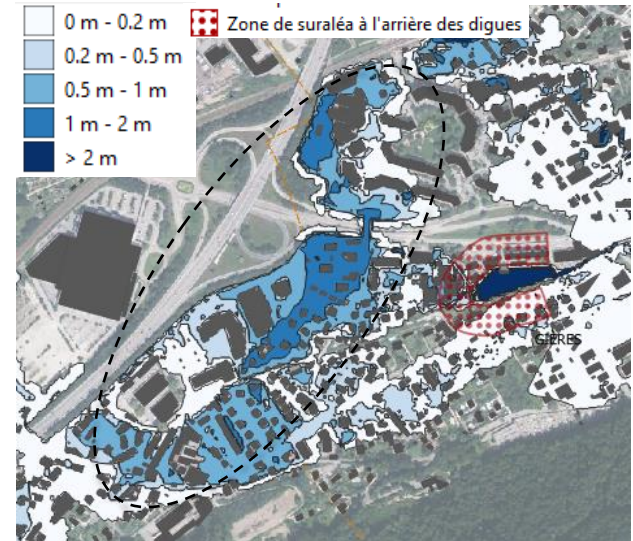 0 m - 0.2 m
0.2 m - 0.5 m
0.5 m - 1 m
1 m - 2 m
> 2 m
Zone de suraléa à l'arrière des digues
GIERES